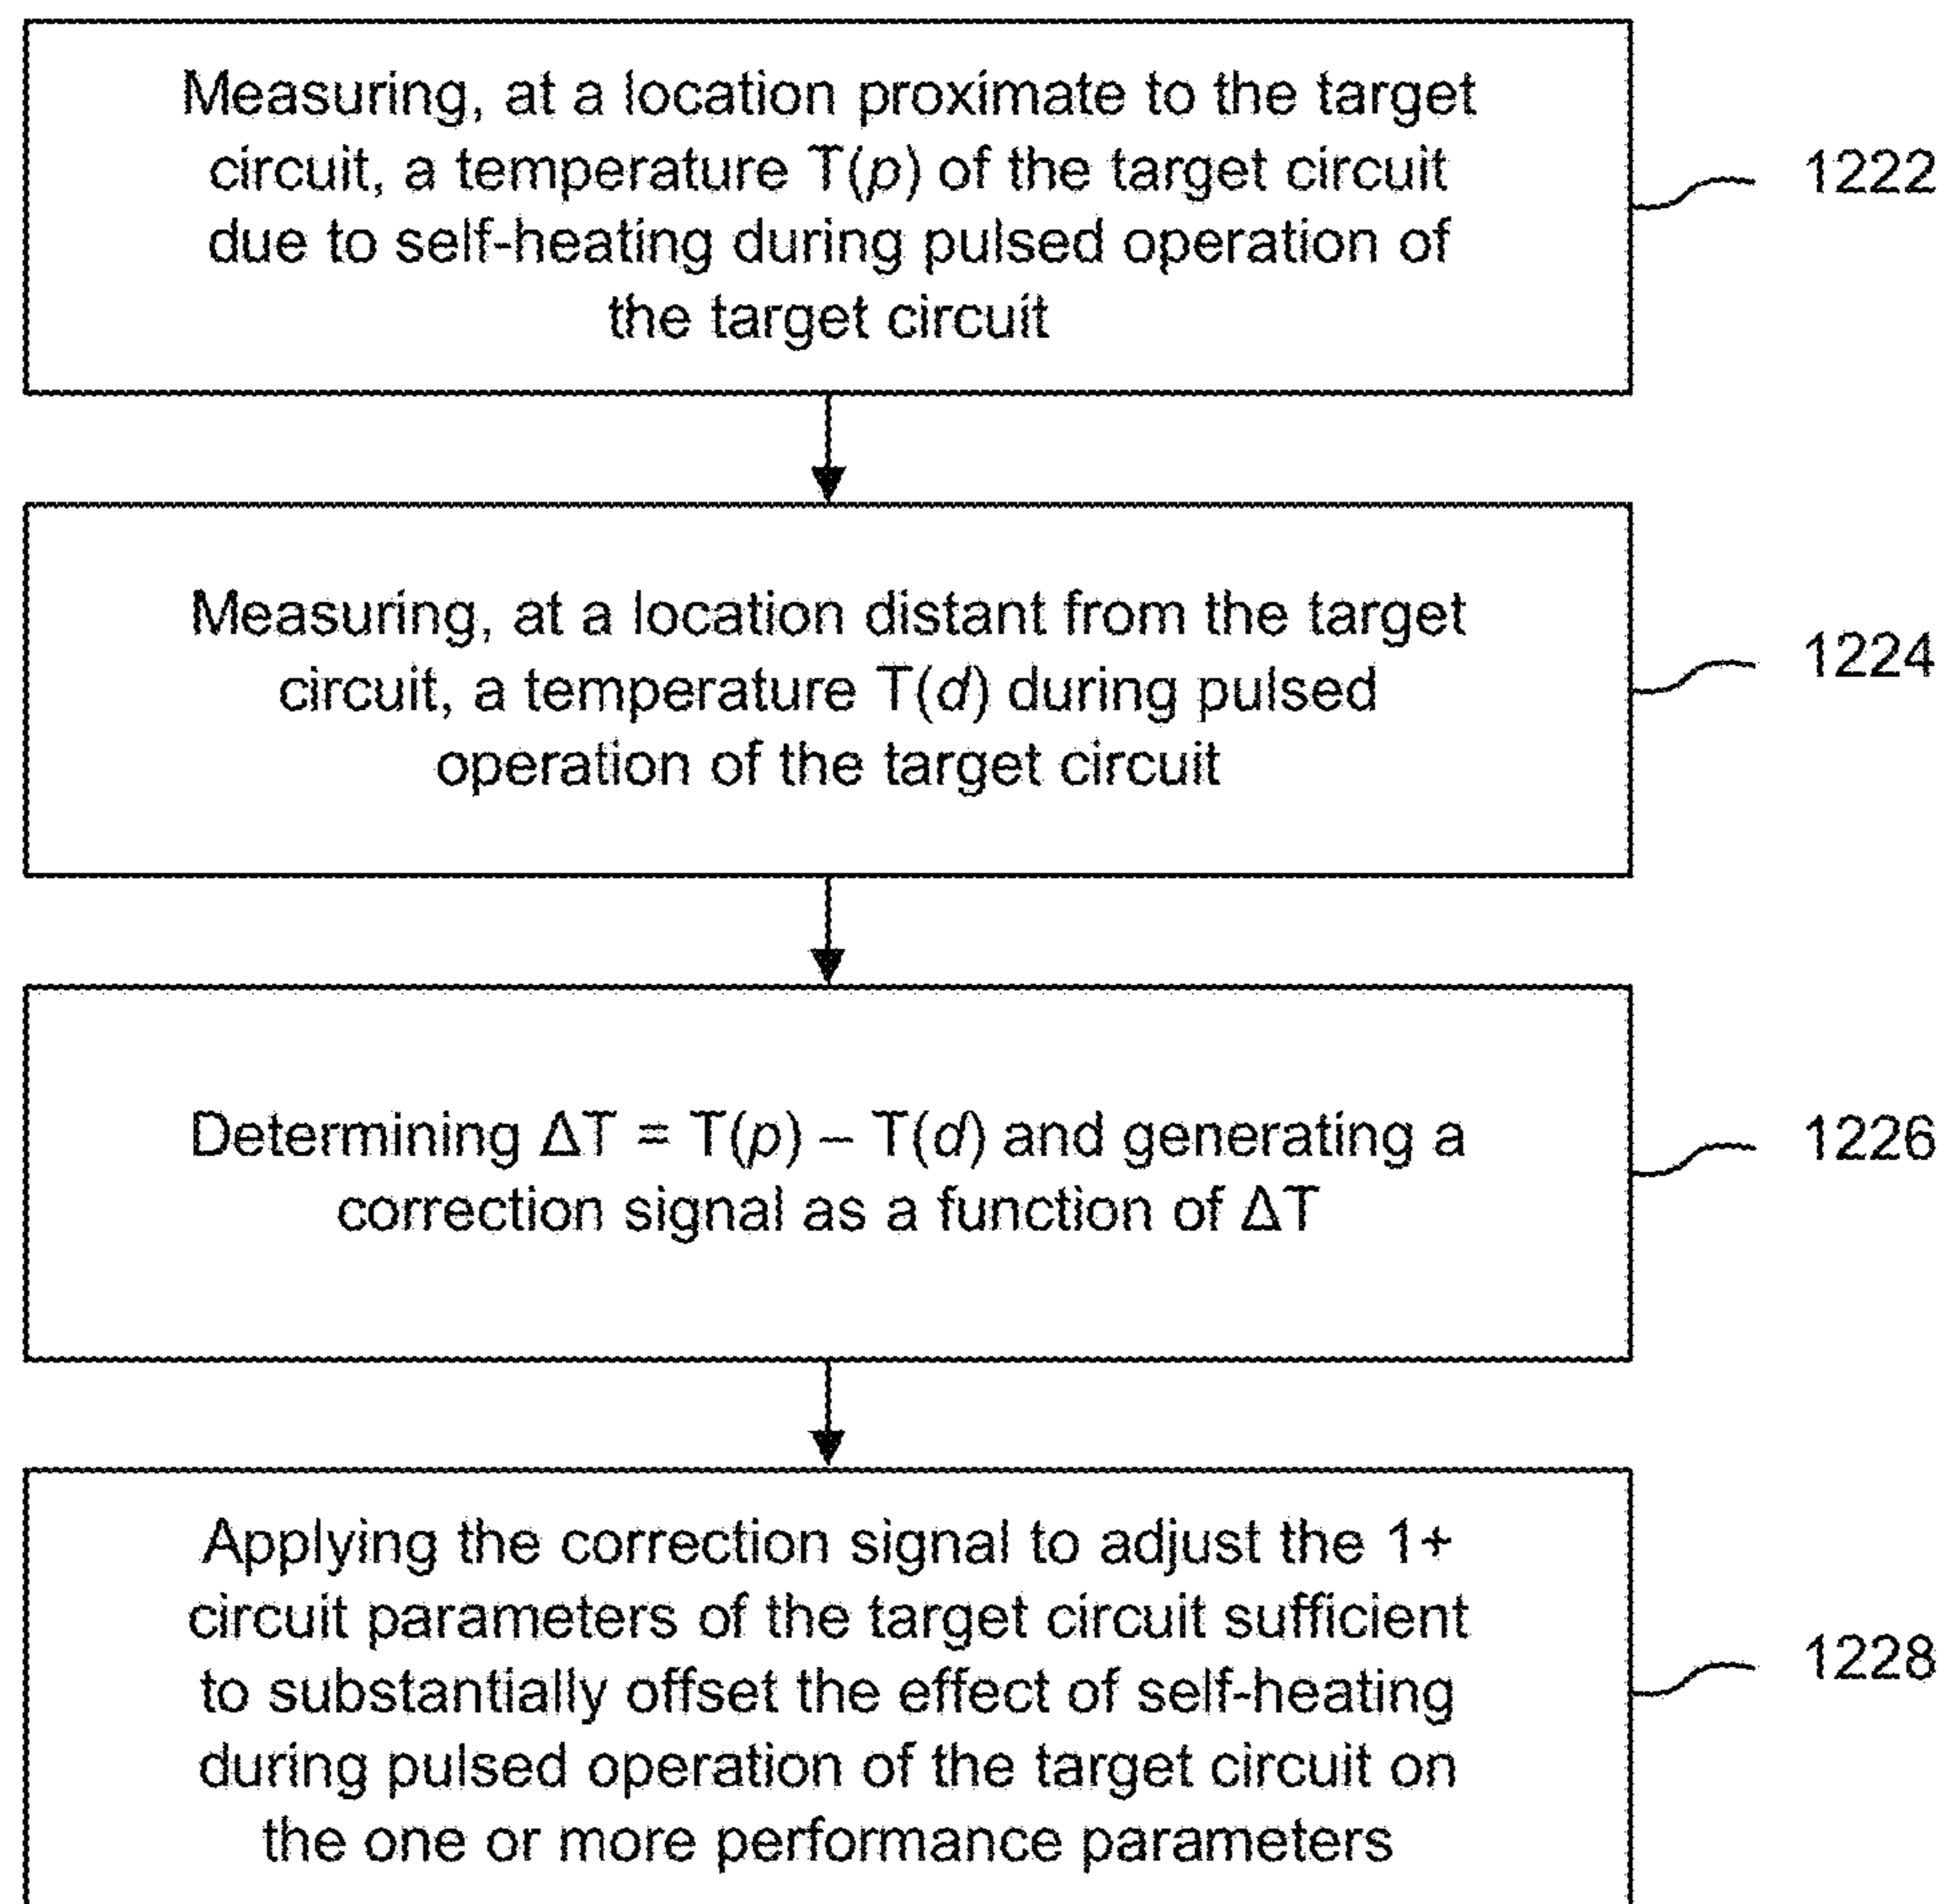 Measuring, at a location proximate to the target
circuit, a temperature T(p) of the target circuit
due to self-heating during pulsed operation of
the target circuit
1222
Measuring, at a location distant from the target
circuit, a temperature T(d) during pulsed
operation of the target circuit
1224
Determining ΔT = T(p) – T(d) and generating a
correction signal as a function of ΔT
1226
Applying the correction signal to adjust the 1+
circuit parameters of the target circuit sufficient
to substantially offset the effect of self-heating
during pulsed operation of the target circuit on
the one or more performance parameters
1228